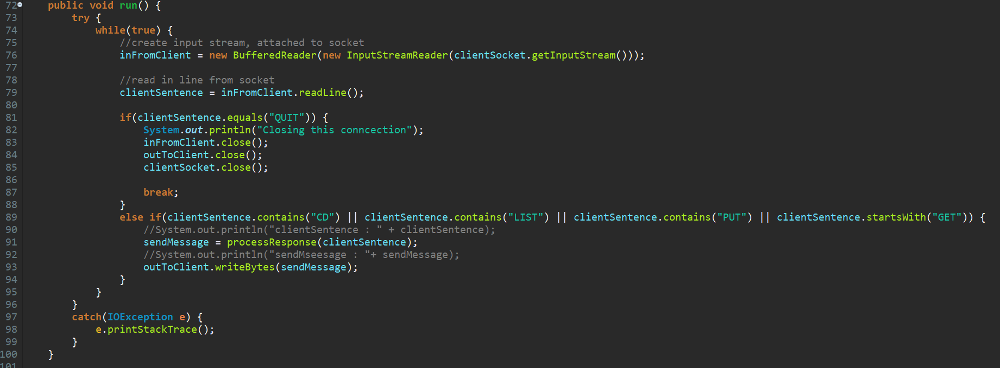 72 public void run() {
73 try {
74 while(true) {
75 //create input stream, attached to socket
76 inFromClient = new BufferedReader(new InputStreamReader(clientSocket.getInputStream()));
77
78 //read in line from socket
79 clientSentence = inFromClient.readLine();
80
81 if(clientSentence.equals("QUIT")) {
82 System.out.println("Closing this conncection");
83 inFromClient.close();
84 outToClient.close();
85 clientSocket.close();
86
87 break;
88 }
89 else if(clientSentence.contains("CD") || clientSentence.contains("LIST") || clientSentence.contains("PUT") || clientSentence.startsWith("GET")) {
90 //System.out.println("clientSentence : " + clientSentence);
91 sendMessage = processResponse(clientSentence);
92 //System.out.println("sendMseesage : "+ sendMessage);
93 outToClient.writeBytes(sendMessage);
94 }
95 }
96 }
97 catch(IOException e) {
98 e.printStackTrace();
99 }
100 }
101